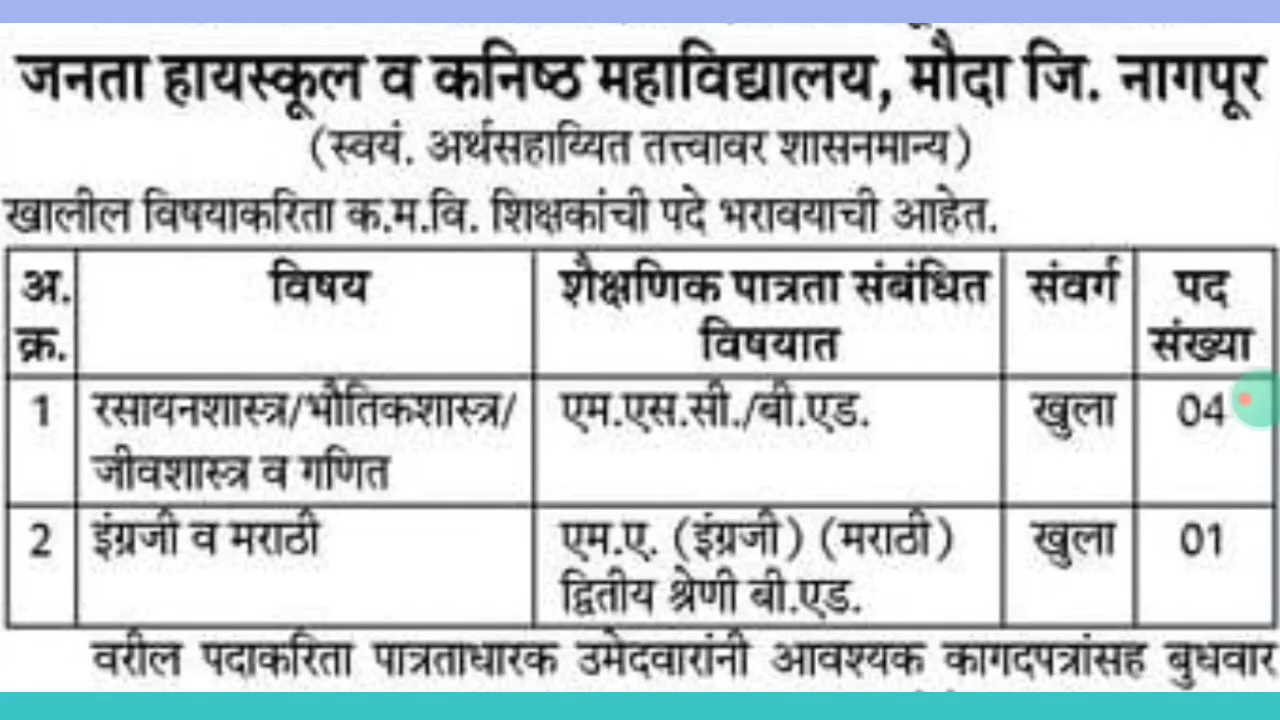 जनता हायस्कूल व कनिष्ठ महाविद्यालय, मौदा जि. नागपूर
(स्वयं. अर्थसहाय्यित तत्त्वावर शासनमान्य)
खालील विषयाकरिता क.म.वि. शिक्षकांची पदे भरावयाची आहेत.
अ. क्र. विषय शैक्षणिक पात्रता संबंधित विषयात संवर्ग पद संख्या
1 रसायनशास्त्र/भौतिकशास्त्र/ एम.एस.सी./बी.एड. खुला 04
जीवशास्त्र व गणित
2 इंग्रजी व मराठी एम.ए. (इंग्रजी) (मराठी) खुला 01
द्वितीय श्रेणी बी.एड.
वरील पदाकरिता पात्रताधारक उमेदवारांनी आवश्यक कागदपत्रांसह बुधवार